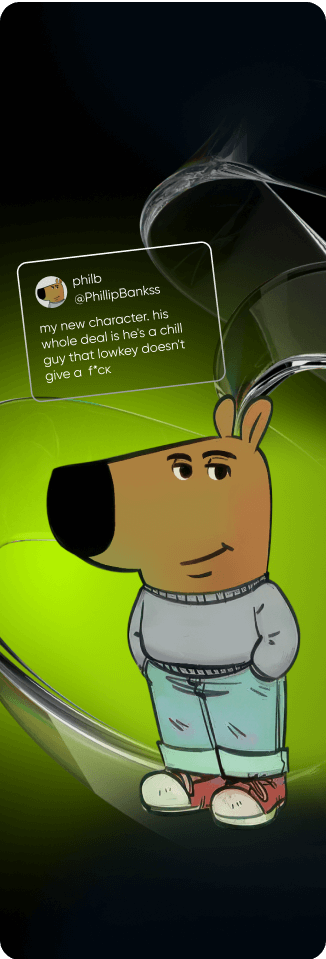 philb
@PhillipBankss
my new character. his
whole deal is he's a chill
guy that lowkey doesn't
give a f*ck